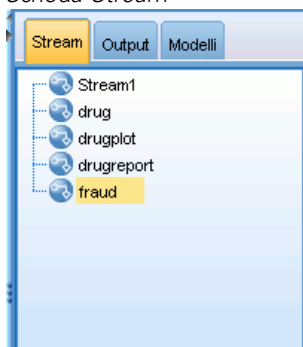 Scheda Stream
Stream Output Modelli
Stream1
drug
drugplot
drugreport
fraud